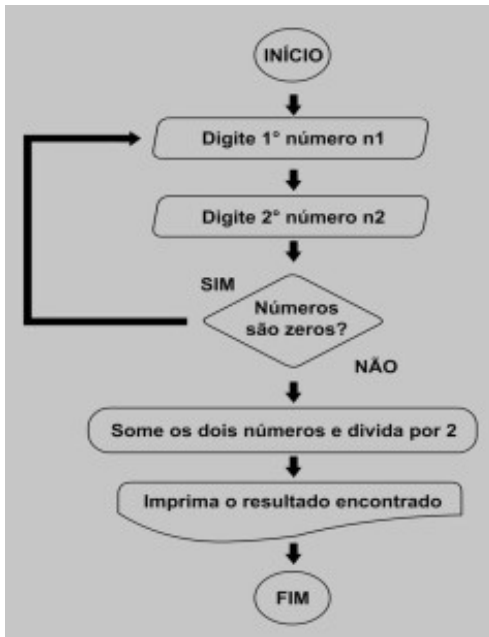 INÍCIO
Digite 1° número n1
Digite 2° número n2
SIM
Números
são zeros?
NÃO
Some os dois números e divida por 2
Imprima o resultado encontrado
FIM